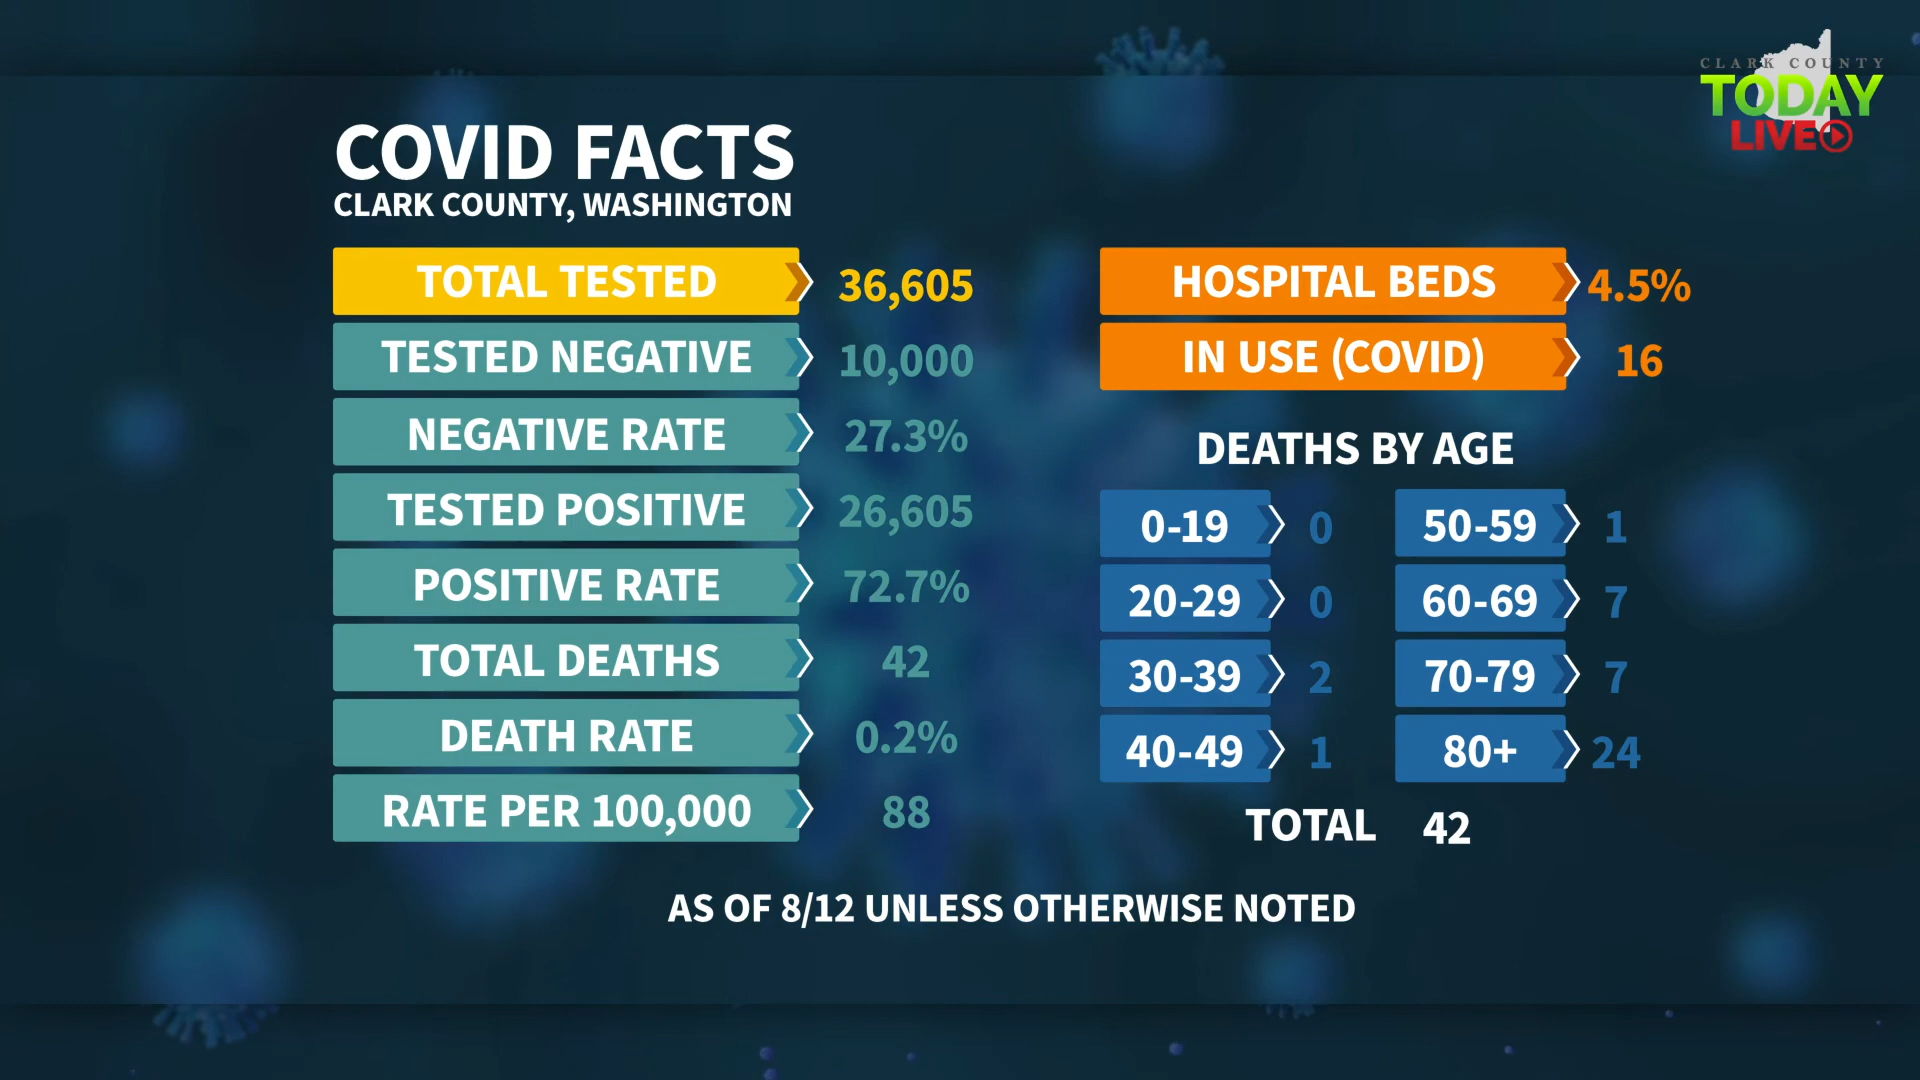 CLARK COUNTY
TODAY
LIVE
COVID FACTS
CLARK COUNTY, WASHINGTON
TOTAL TESTED 36,605
TESTED NEGATIVE 10,000
NEGATIVE RATE 27.3%
TESTED POSITIVE 26,605
POSITIVE RATE 72.7%
TOTAL DEATHS 42
DEATH RATE 0.2%
RATE PER 100,000 88
HOSPITAL BEDS 4.5%
IN USE (COVID) 16
DEATHS BY AGE
0-19 0 50-59 1
20-29 0 60-69 7
30-39 2 70-79 7
40-49 1 80+ 24
TOTAL 42
AS OF 8/12 UNLESS OTHERWISE NOTED